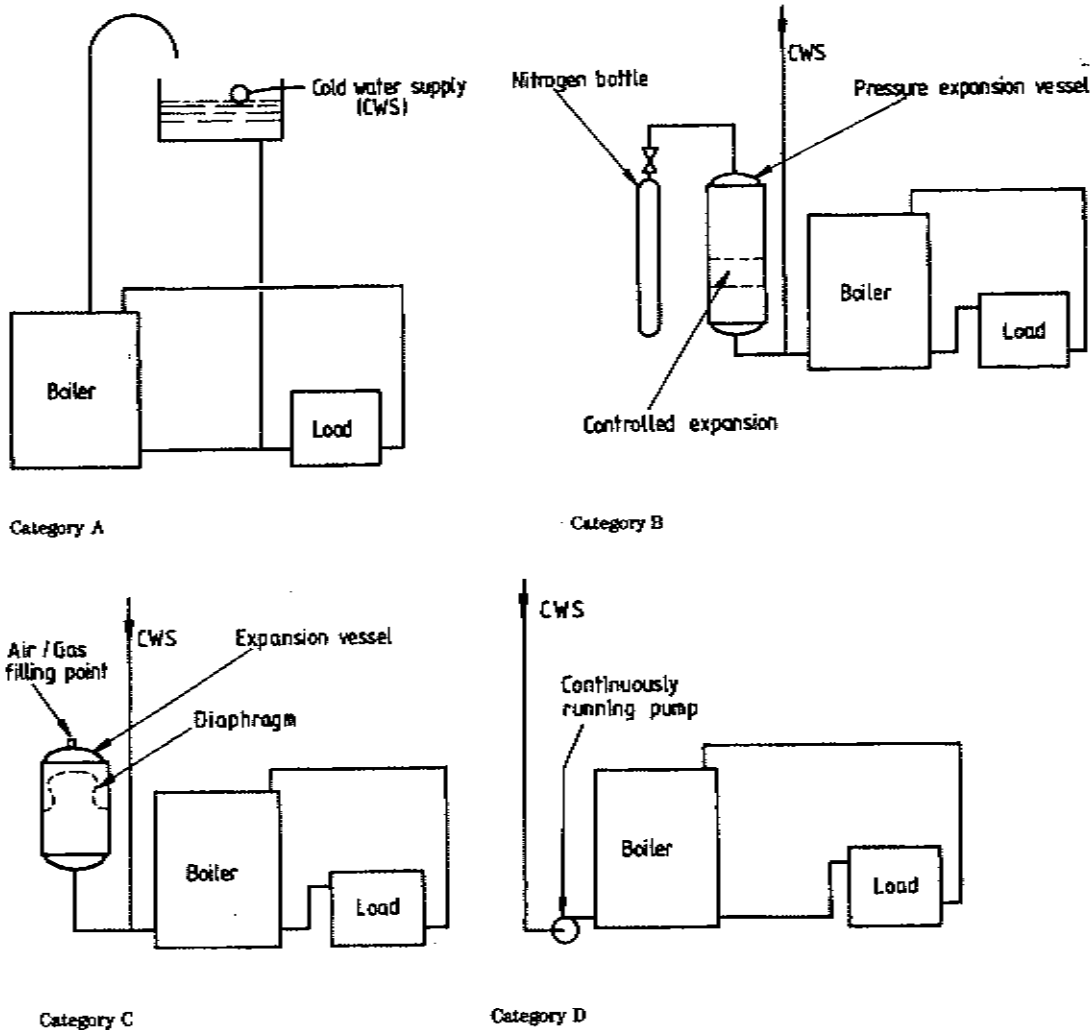 Cold water supply
(CWS)
Boiler
Load
Category A
CWS
Nitrogen bottle
Pressure expansion vessel
Boiler
Load
Controlled expansion
Category B
CWS
Expansion vessel
Air / Gas
filling point
Diaphragm
Boiler
Load
Category C
CWS
Continuously
running pump
Boiler
Load
Category D